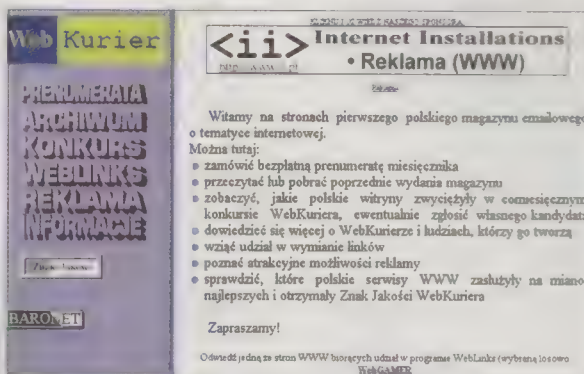 Web Kurier
PRENUMERATA
ARCHIWUM
KONKURS
WEBLINKS
REKLAMA
INFORMACJE
BARONET
<ii> Internet Installations
• Reklama (WWW)
Witamy na stronach pierwszego polskiego magazynu emailowego
o tematyce internetowej.
Można tutaj:
zamówić bezpłatną prenumeratę miesięcznika
przeczytać lub pobrać poprzednie wydania magazynu
zobaczyć, jakie polskie witryny zwyciężyły w comiesięcznym
konkursie WebKuriera, ewentualnie zgłosić własnego kandydata
dowiedzieć się więcej o WebKurierze i ludziach, którzy go tworzą
wziąć udział w wymianie linków
poznać atrakcyjne możliwości reklamy
sprawdzić, które polskie serwisy WWW zasłużyły na miano
najlepszych i otrzymały Znak Jakości WebKuriera
Zapraszamy!
Odwiedź jedną ze stron WWW biorących udział w programie WebLinks (wybraną losowo
WebGAMER